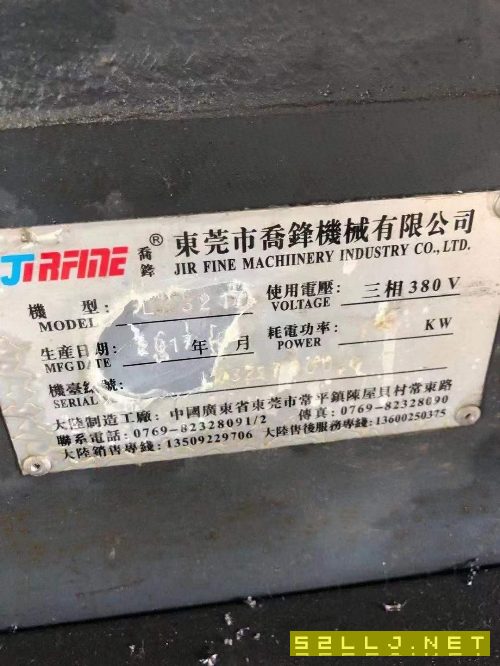 JIRFINE 喬鋒 ® 東莞市喬鋒機械有限公司
JIR FINE MACHIINERY INDUSTRY CO., LTD.
機 型: 使用電壓: 三相380V
MODEL VOLTAGE
生產日期: 年 月 耗電功率: KW
MFG DATE POWER
機臺 號:
SERIAL
大陸制造工廠: 中國廣東省東莞市常平鎮陳屋貝村常東路
聯系電話: 0769-82328091/2 傳真: 0769-82328090
大陸銷售專綫: 13509229706 大陸售後服務專綫: 13600250375
52LLJ.NET